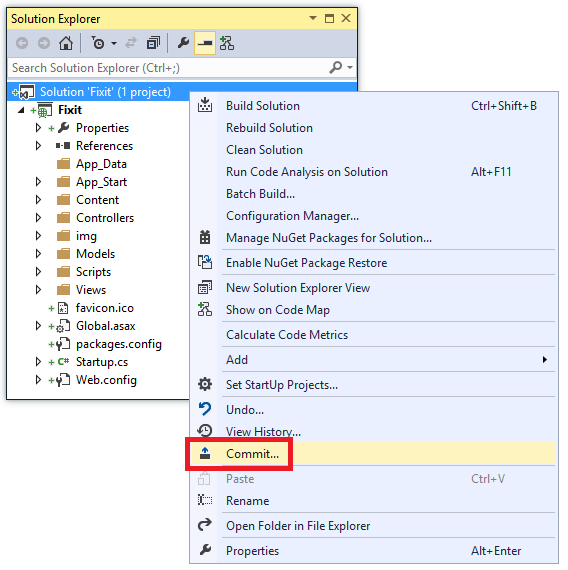 Solution Explorer
Search Solution Explorer (Ctrl+;)
Solution 'Fixit' (1 project)
Fixit
Properties
References
App_Data
App_Start
Content
Controllers
img
Models
Scripts
Views
favicon.ico
Global.asax
packages.config
C# Startup.cs
Web.config
Build Solution Ctrl+Shift+B
Rebuild Solution
Clean Solution
Run Code Analysis on Solution Alt+F11
Batch Build...
Configuration Manager...
Manage NuGet Packages for Solution...
Enable NuGet Package Restore
New Solution Explorer View
Show on Code Map
Calculate Code Metrics
Add
Set StartUp Projects...
Undo...
View History...
Commit...
Paste Ctrl+V
Rename
Open Folder in File Explorer
Properties Alt+Enter